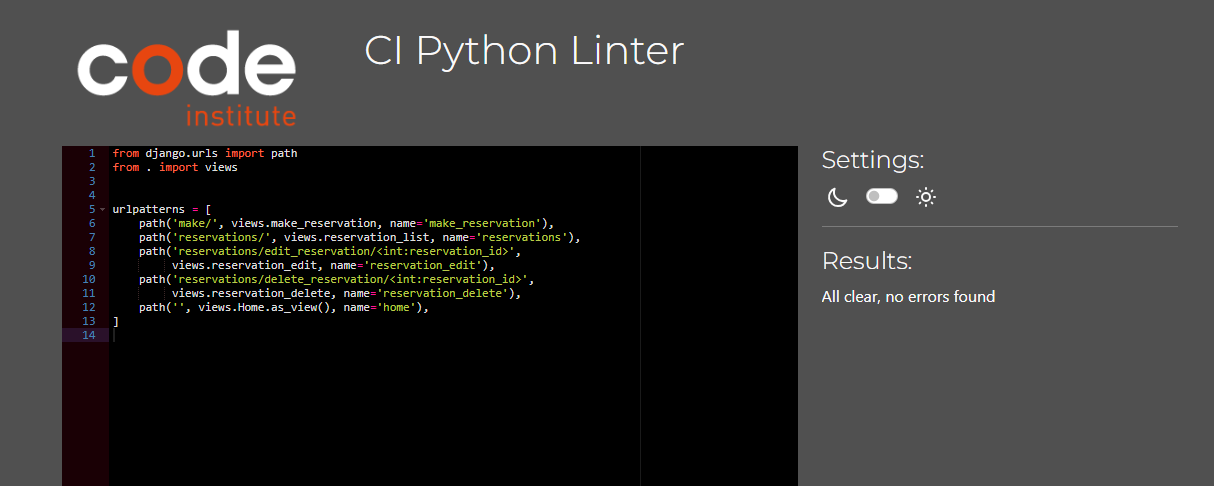 code
institute
CI Python Linter
1 from django.urls import path
2 from . import views
3
4
5 urlpatterns = [
6     path('make/', views.make_reservation, name='make_reservation'),
7     path('reservations/', views.reservation_list, name='reservations'),
8     path('reservations/edit_reservation/<int:reservation_id>',
9          views.reservation_edit, name='reservation_edit'),
10     path('reservations/delete_reservation/<int:reservation_id>',
11          views.reservation_delete, name='reservation_delete'),
12     path('', views.Home.as_view(), name='home'),
13 ]
14
Settings:
Results:
All clear, no errors found